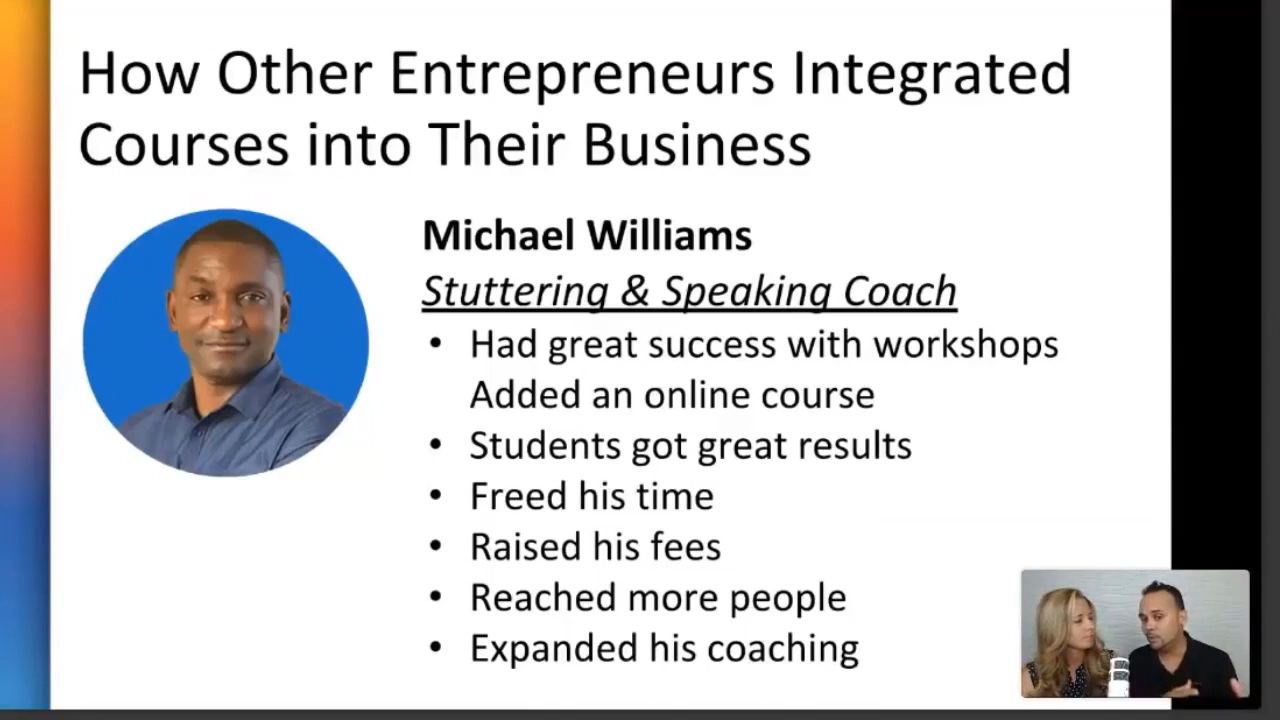 How Other Entrepreneurs Integrated
Courses into Their Business
Michael Williams
Stuttering & Speaking Coach
• Had great success with workshops
Added an online course
• Students got great results
• Freed his time
• Raised his fees
• Reached more people
• Expanded his coaching